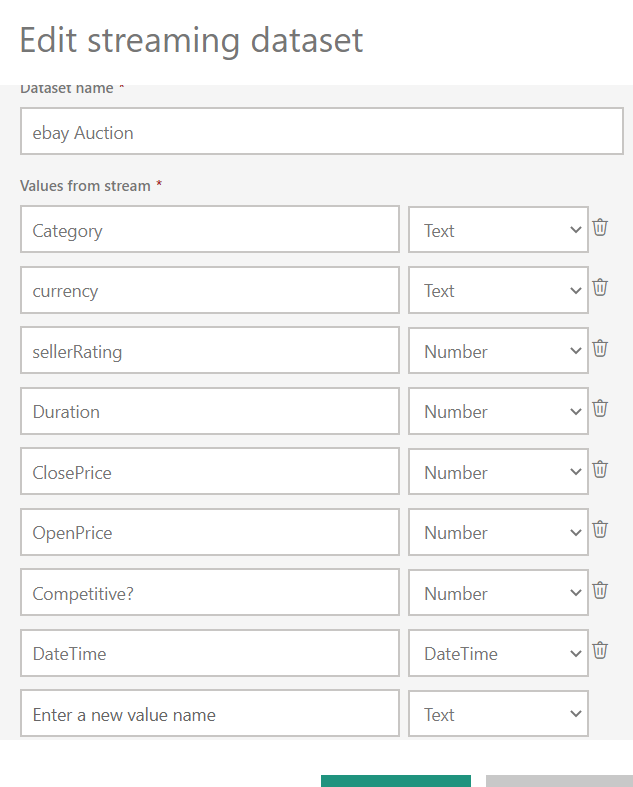 Edit streaming dataset
Dataset name *
ebay Auction
Values from stream *
Category Text
currency Text
sellerRating Number
Duration Number
ClosePrice Number
OpenPrice Number
Competitive? Number
DateTime DateTime
Enter a new value name Text